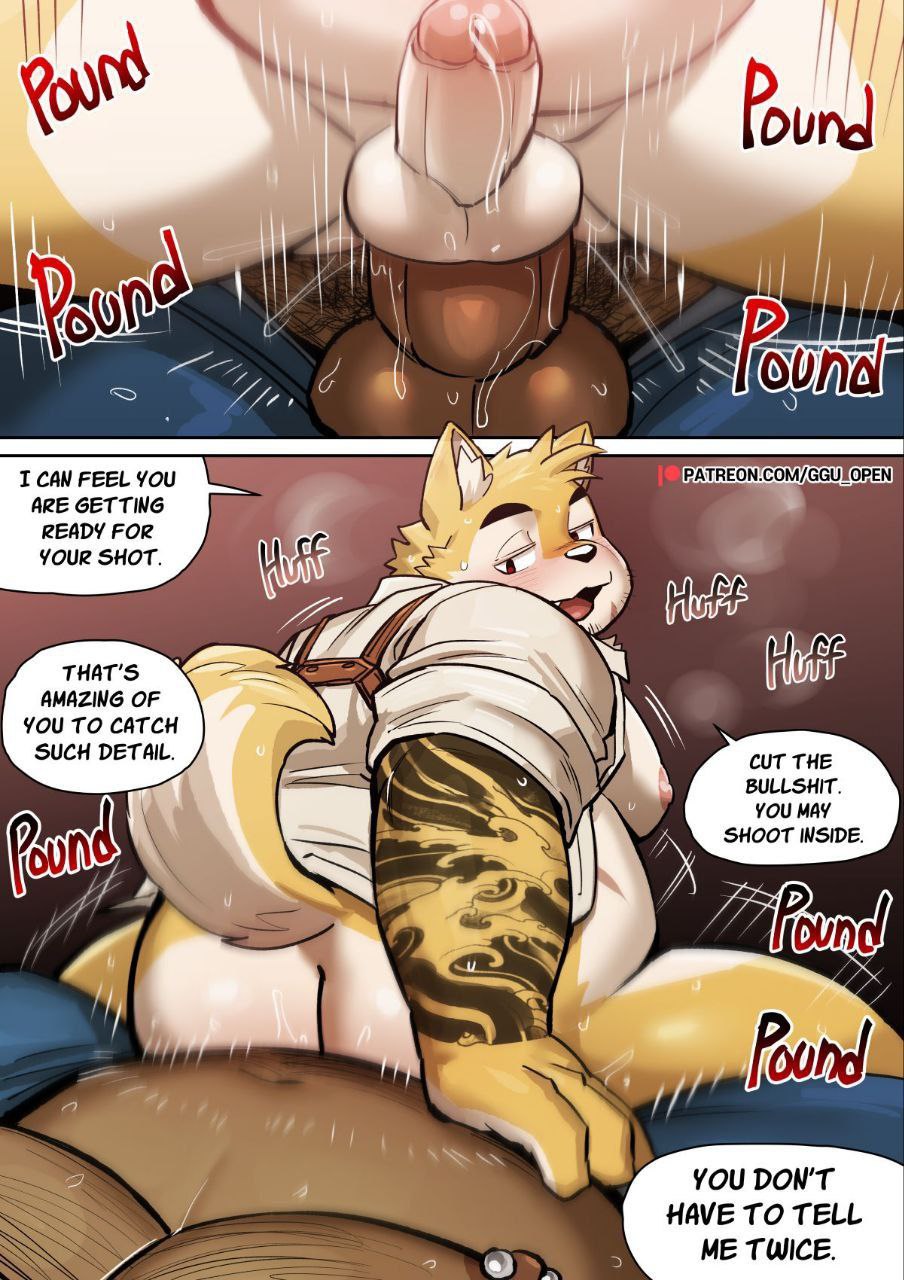 POUND
POUND
POUND
POUND
I CAN FEEL YOU
ARE GETTING
READY FOR
YOUR SHOT.
PATREON.COM/GGU_OPEN
HUFF
HUFF
HUFF
THAT'S
AMAZING OF
YOU TO CATCH
SUCH DETAIL.
CUT THE
BULLSHIT.
YOU MAY
SHOOT INSIDE.
POUND
POUND
POUND
YOU DON'T
HAVE TO TELL
ME TWICE.